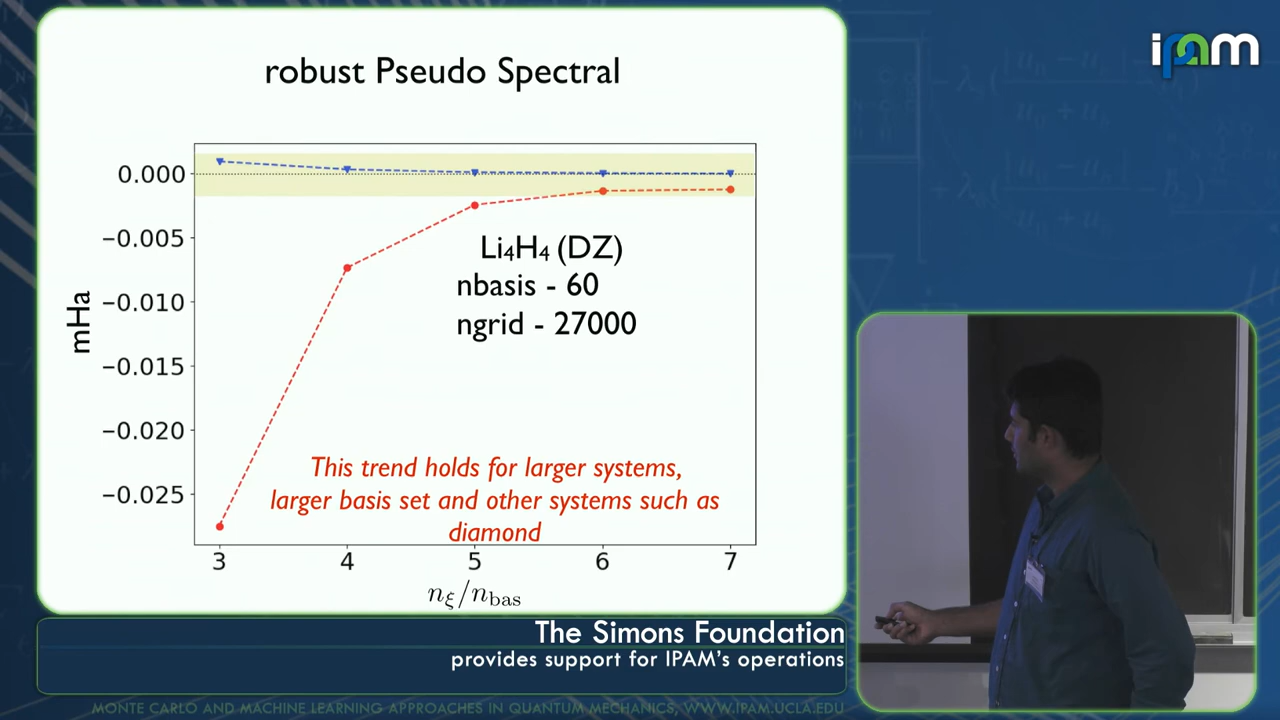 robust Pseudo Spectral
ipam
0.000
−0.005
−0.010
−0.015
−0.020
−0.025
mHa
Li₄H₄ (DZ)
nbasis - 60
ngrid - 27000
This trend holds for larger systems,
larger basis set and other systems such as
diamond
3 4 5 6 7
n_ξ/n_bas
The Simons Foundation
provides support for IPAM's operations
MONTE CARLO AND MACHINE LEARNING APPROACHES IN QUANTUM MECHANICS, WWW.IPAM.UCLA.EDU